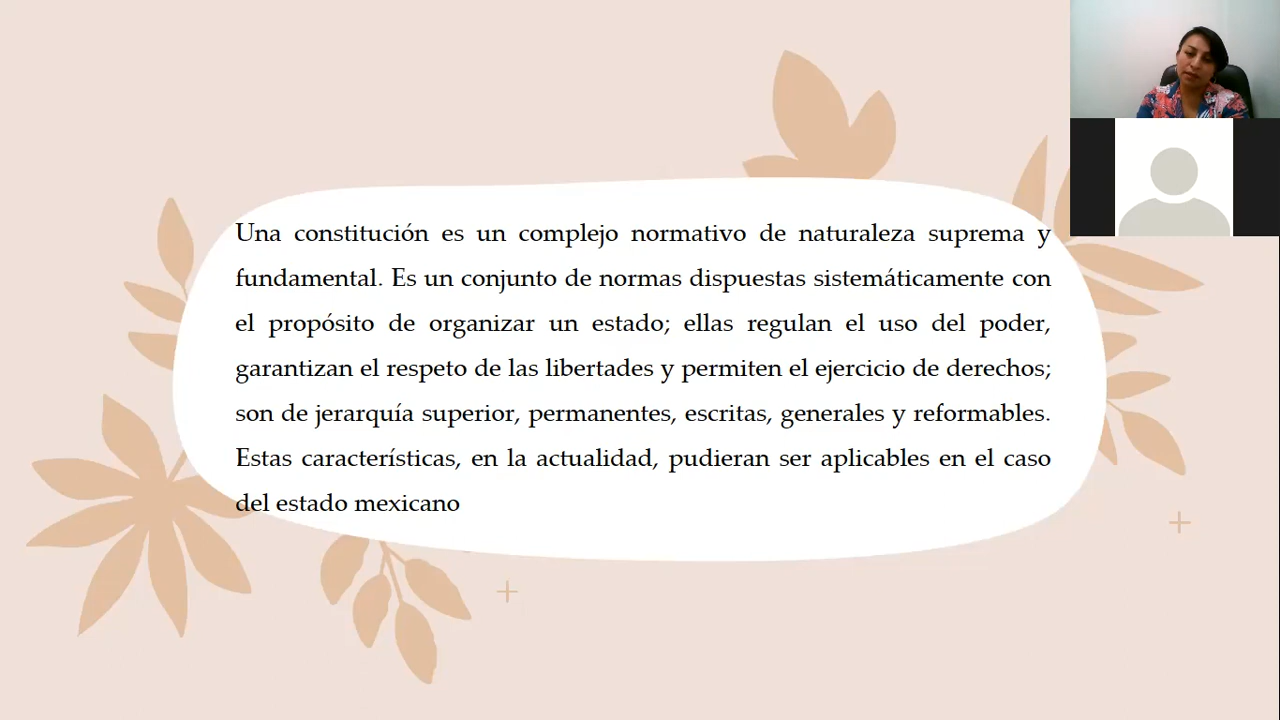 Una constitución es un complejo normativo de naturaleza suprema y
fundamental. Es un conjunto de normas dispuestas sistemáticamente con
el propósito de organizar un estado; ellas regulan el uso del poder,
garantizan el respeto de las libertades y permiten el ejercicio de derechos;
son de jerarquía superior, permanentes, escritas, generales y reformables.
Estas características, en la actualidad, pudieran ser aplicables en el caso
del estado mexicano